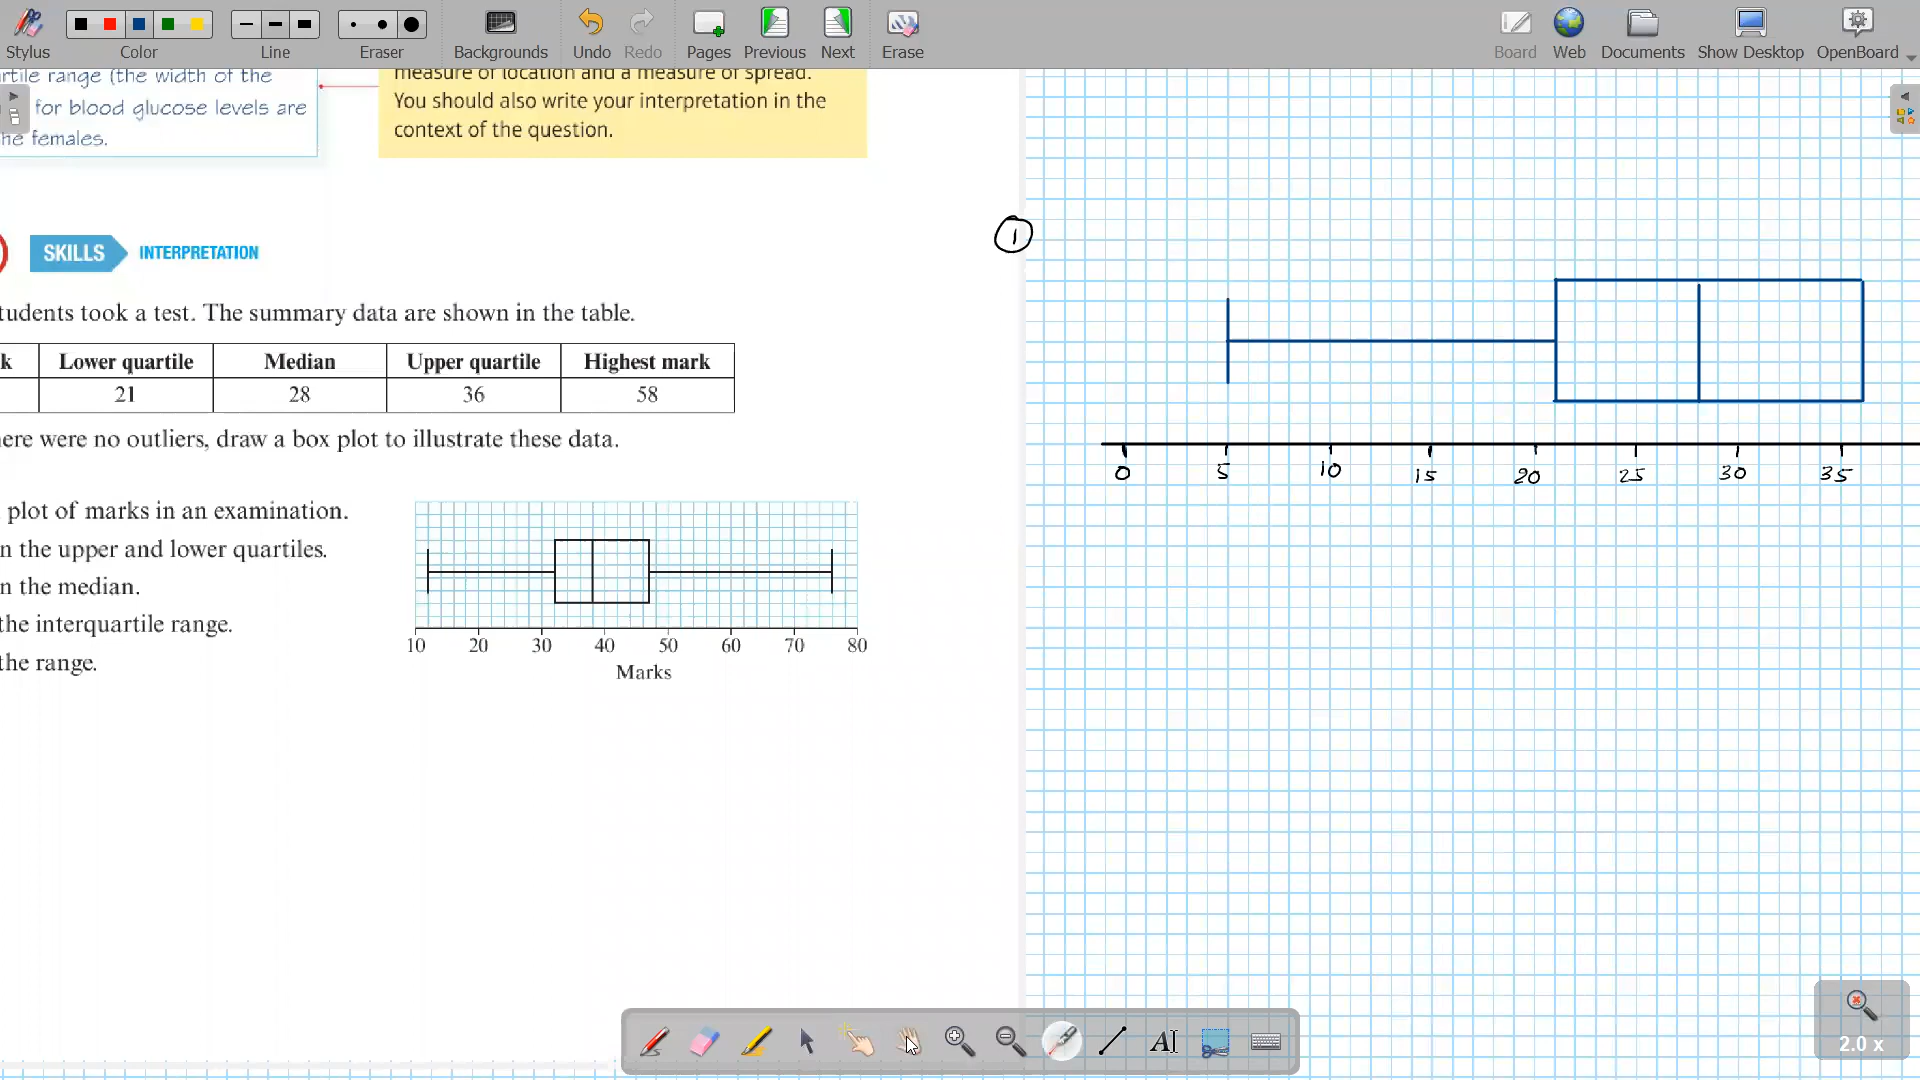 Stylus
Color
Line
Eraser
Backgrounds
Undo
Redo
Pages
Previous
Next
Erase
Board
Web
Documents
Show Desktop
OpenBoard
rtile range (the width of the
for blood glucose levels are
he females.
measure of location and a measure of spread.
You should also write your interpretation in the
context of the question.
SKILLS INTERPRETATION
tudents took a test. The summary data are shown in the table.
k Lower quartile Median Upper quartile Highest mark
21 28 36 58
ere were no outliers, draw a box plot to illustrate these data.
plot of marks in an examination.
n the upper and lower quartiles.
n the median.
the interquartile range.
the range.
10 20 30 40 50 60 70 80
Marks
1
0 5 10 15 20 25 30 35
AI
2.0 x